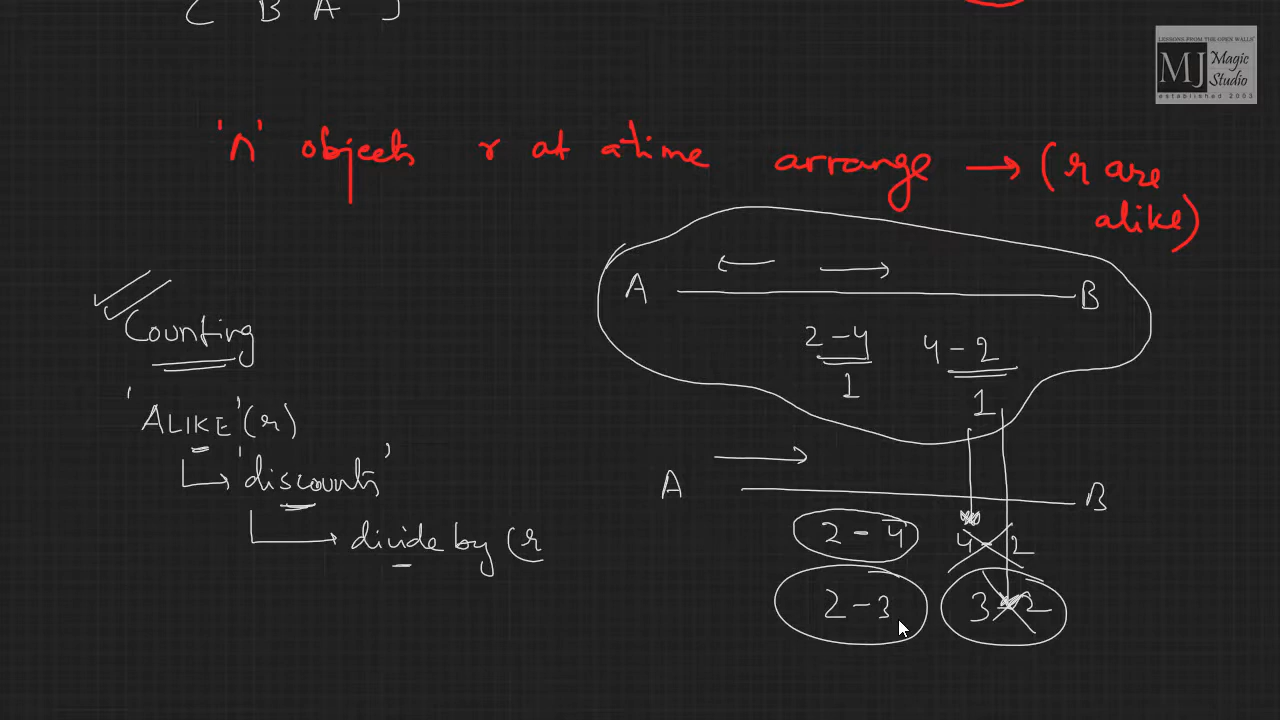 ( B A )
LESSONS FROM THE OPEN WALLS
MJ Magic Studio
established 2003
'n' objects r at a time arrange → (r are alike)
A ← → B
2-4 4-2
1 1
Counting
'ALIKE' (r)
'discounts'
divide by (r
A → B
2-4 4-2
2-3 3-2